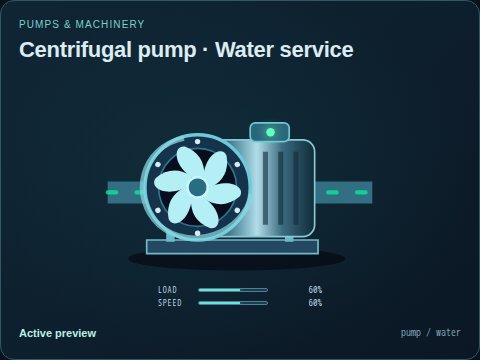 PUMPS & MACHINERY
Centrifugal pump · Water service
LOAD 60%
SPEED 60%
Active preview
pump / water